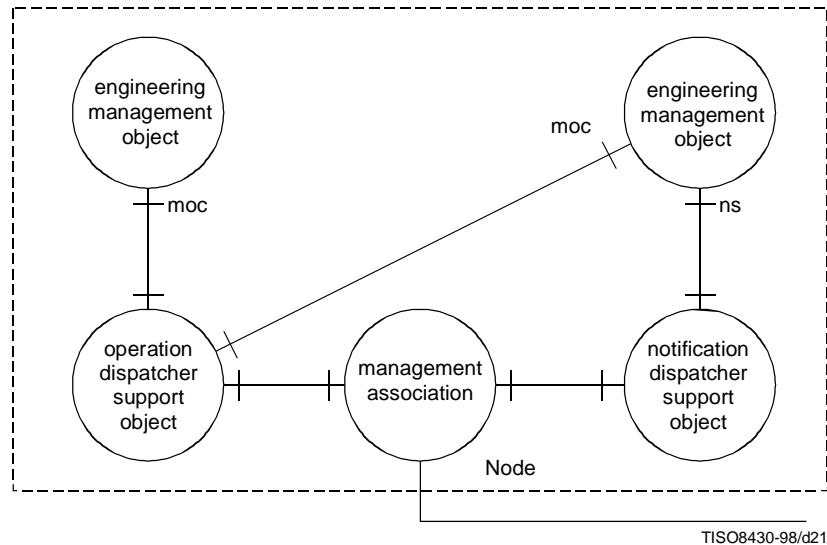 engineering
management
object
engineering
management
object
moc
moc
ns
operation
dispatcher
support
object
management
association
notification
dispatcher
support
object
Node
TISO8430-98/d21